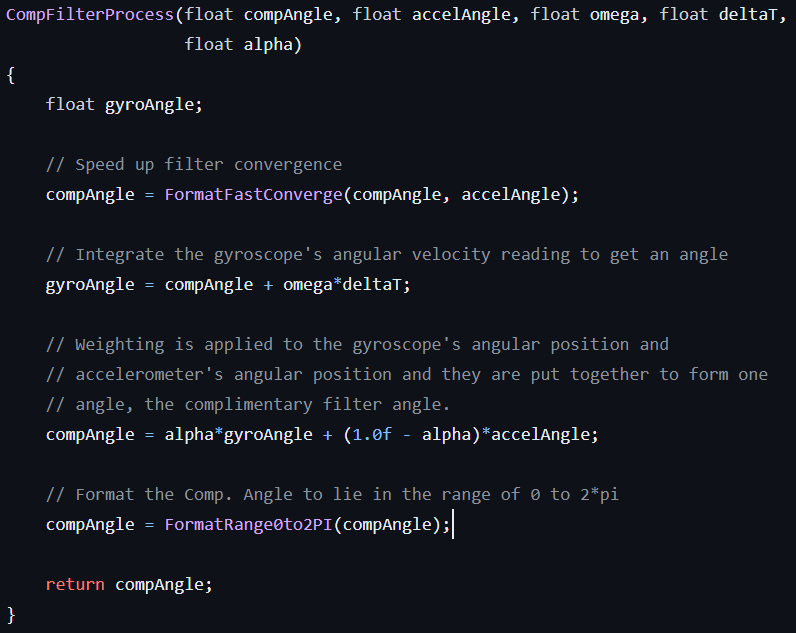 CompFilterProcess(float compAngle, float accelAngle, float omega, float deltaT,
float alpha)
{
float gyroAngle;
// Speed up filter convergence
compAngle = FormatFastConverge(compAngle, accelAngle);
// Integrate the gyroscope's angular velocity reading to get an angle
gyroAngle = compAngle + omega*deltaT;
// Weighting is applied to the gyroscope's angular position and
// accelerometer's angular position and they are put together to form one
// angle, the complimentary filter angle.
compAngle = alpha*gyroAngle + (1.0f - alpha)*accelAngle;
// Format the Comp. Angle to lie in the range of 0 to 2*pi
compAngle = FormatRange0to2PI(compAngle);
return compAngle;
}